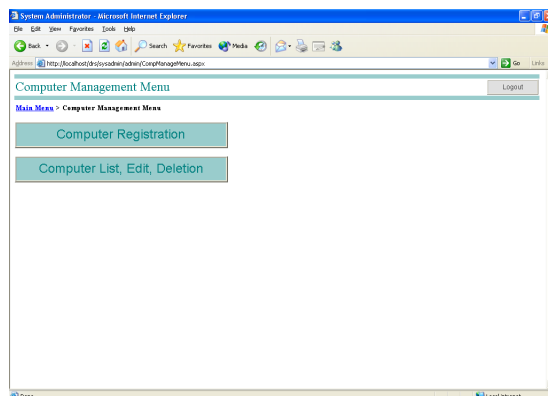 System Administrator - Microsoft Internet Explorer
File Edit View Favorites Tools Help
Back Search Favorites Media
Address http://localhost/drs/sysadmin/admin/CompManageMenu.aspx Go Links
Computer Management Menu Logout
Main Menu > Computer Management Menu
Computer Registration
Computer List, Edit, Deletion
Done Local intranet